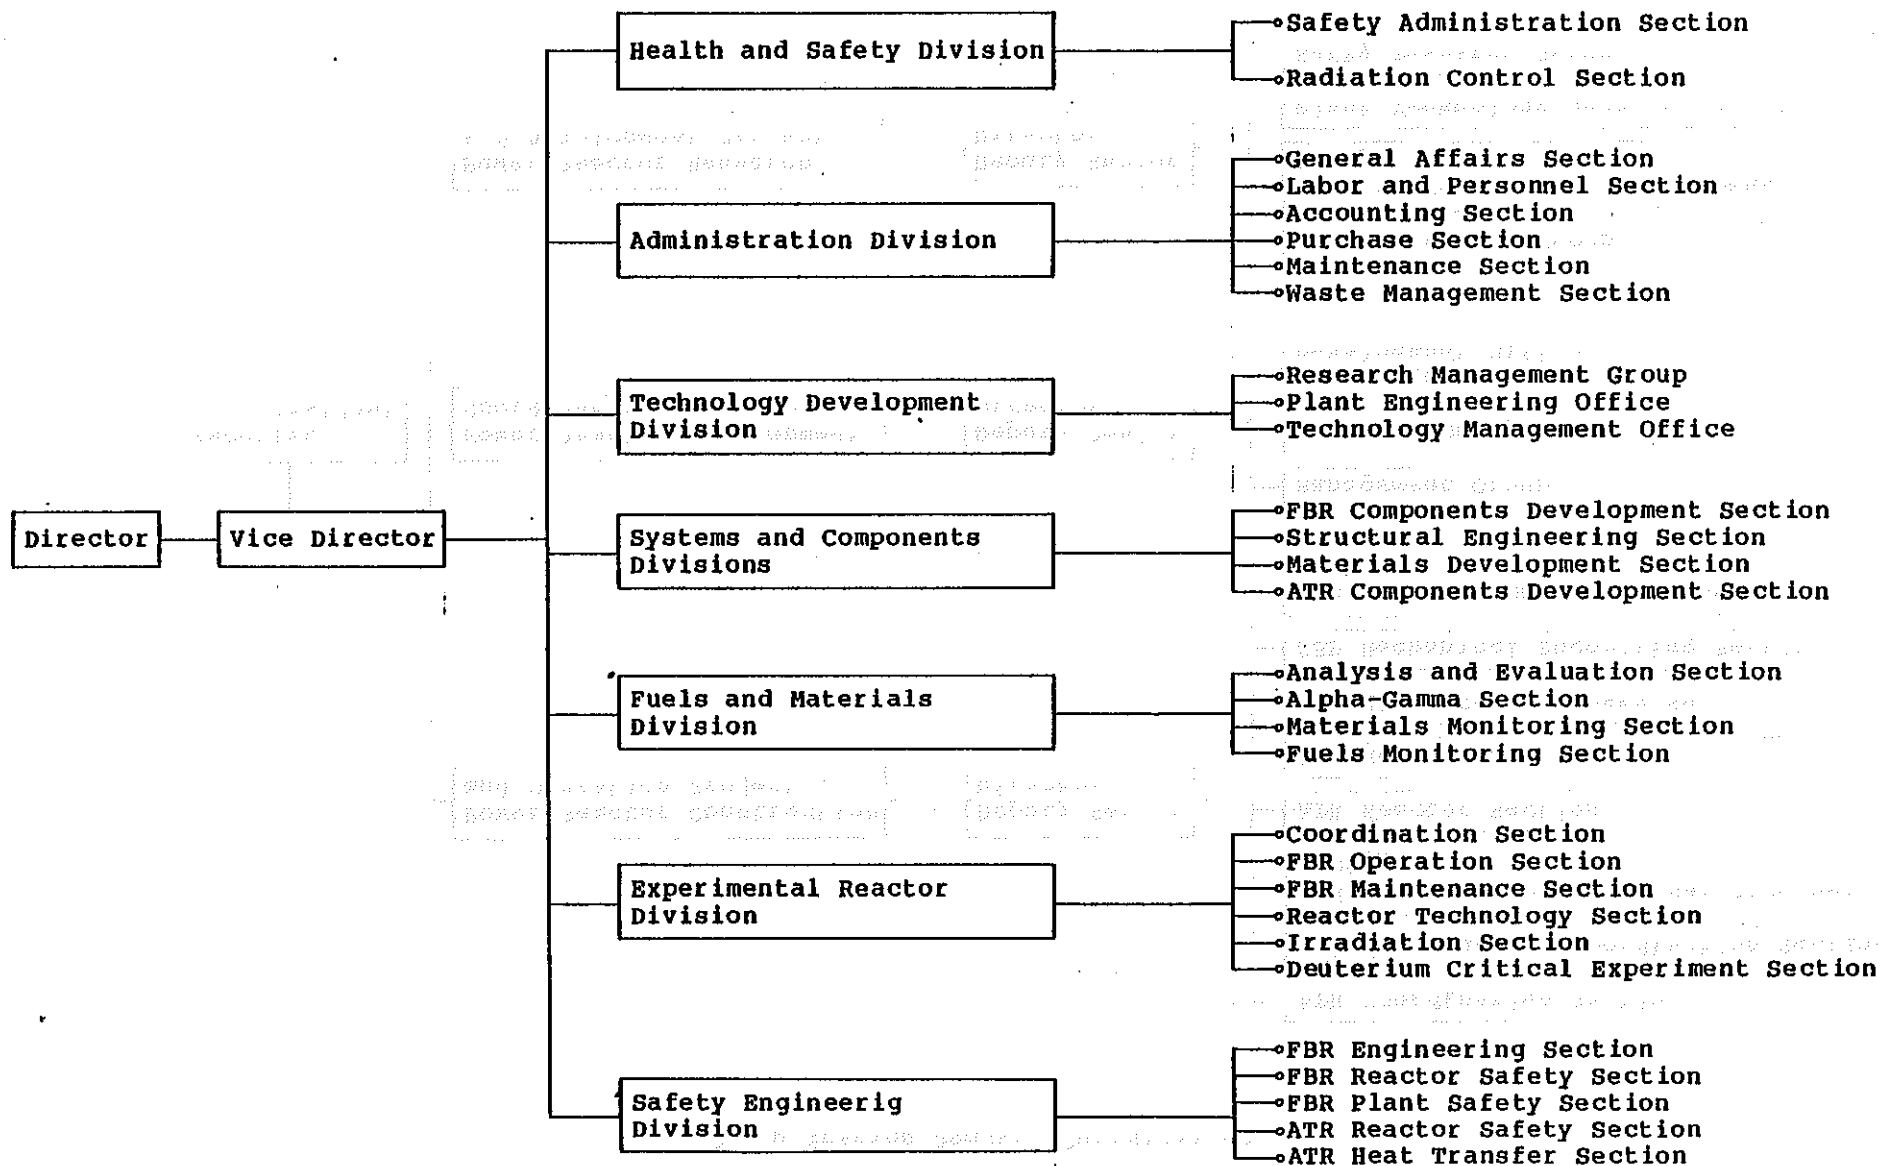 Director
Vice Director
Health and Safety Division
Safety Administration Section
Radiation Control Section
Administration Division
General Affairs Section
Labor and Personnel Section
Accounting Section
Purchase Section
Maintenance Section
Waste Management Section
Technology Development
Division
Research Management Group
Plant Engineering Office
Technology Management Office
Systems and Components
Divisions
FBR Components Development Section
Structural Engineering Section
Materials Development Section
ATR Components Development Section
Fuels and Materials
Division
Analysis and Evaluation Section
Alpha-Gamma Section
Materials Monitoring Section
Fuels Monitoring Section
Experimental Reactor
Division
Coordination Section
FBR Operation Section
FBR Maintenance Section
Reactor Technology Section
Irradiation Section
Deuterium Critical Experiment Section
Safety Engineerig
Division
FBR Engineering Section
FBR Reactor Safety Section
FBR Plant Safety Section
ATR Reactor Safety Section
ATR Heat Transfer Section